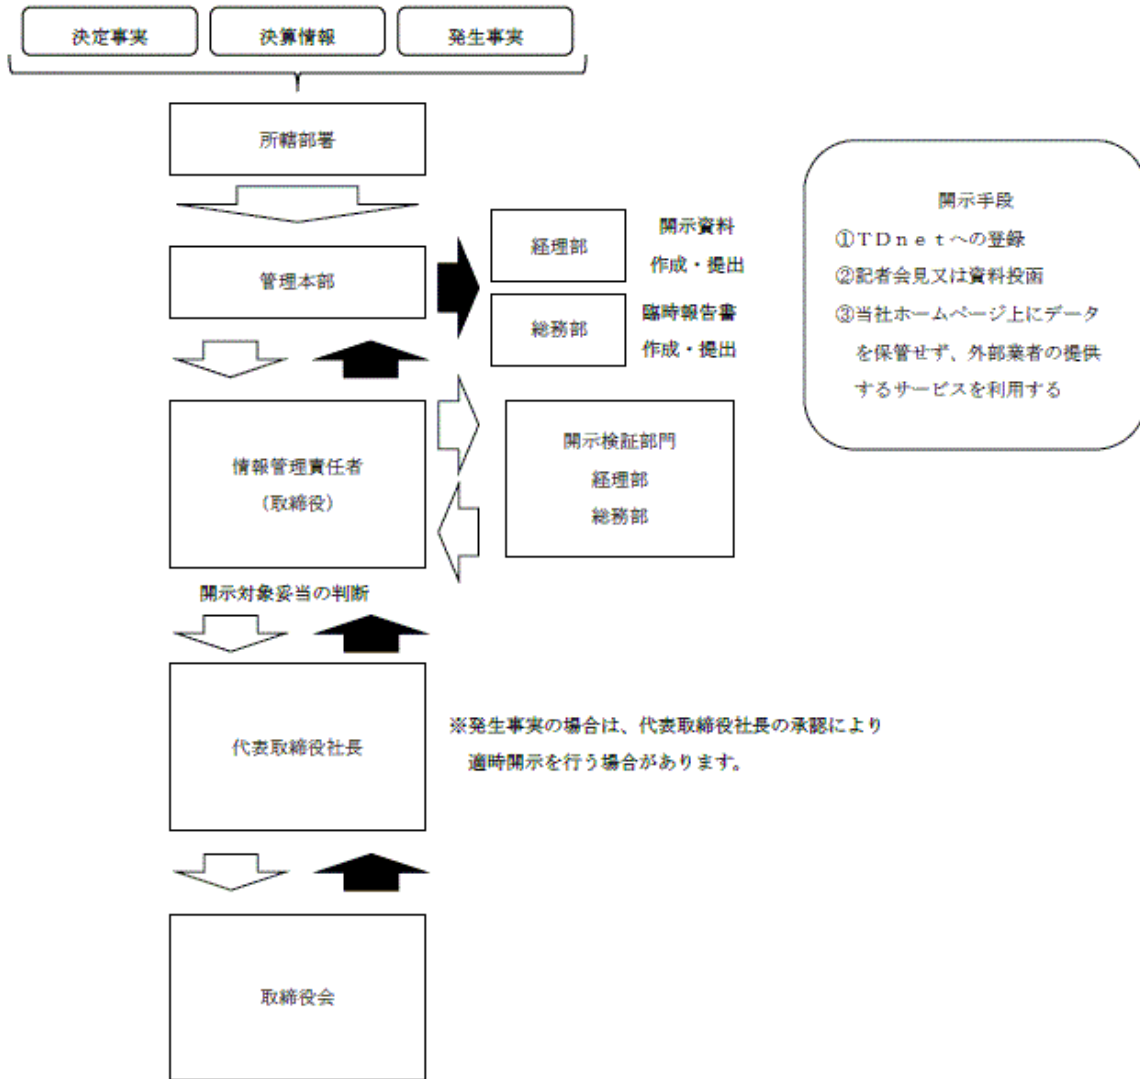 決定事実
決算情報
発生事実
所轄部署
管理本部
経理部
開示資料
作成・提出
総務部
臨時報告書
作成・提出
情報管理責任者
（取締役）
開示検証部門
経理部
総務部
開示対象妥当の判断
代表取締役社長
※発生事実の場合は、代表取締役社長の承認により
適時開示を行う場合があります。
取締役会
開示手段
①ＴＤｎｅｔへの登録
②記者会見又は資料投函
③当社ホームページ上にデータ
を保管せず、外部業者の提供
するサービスを利用する